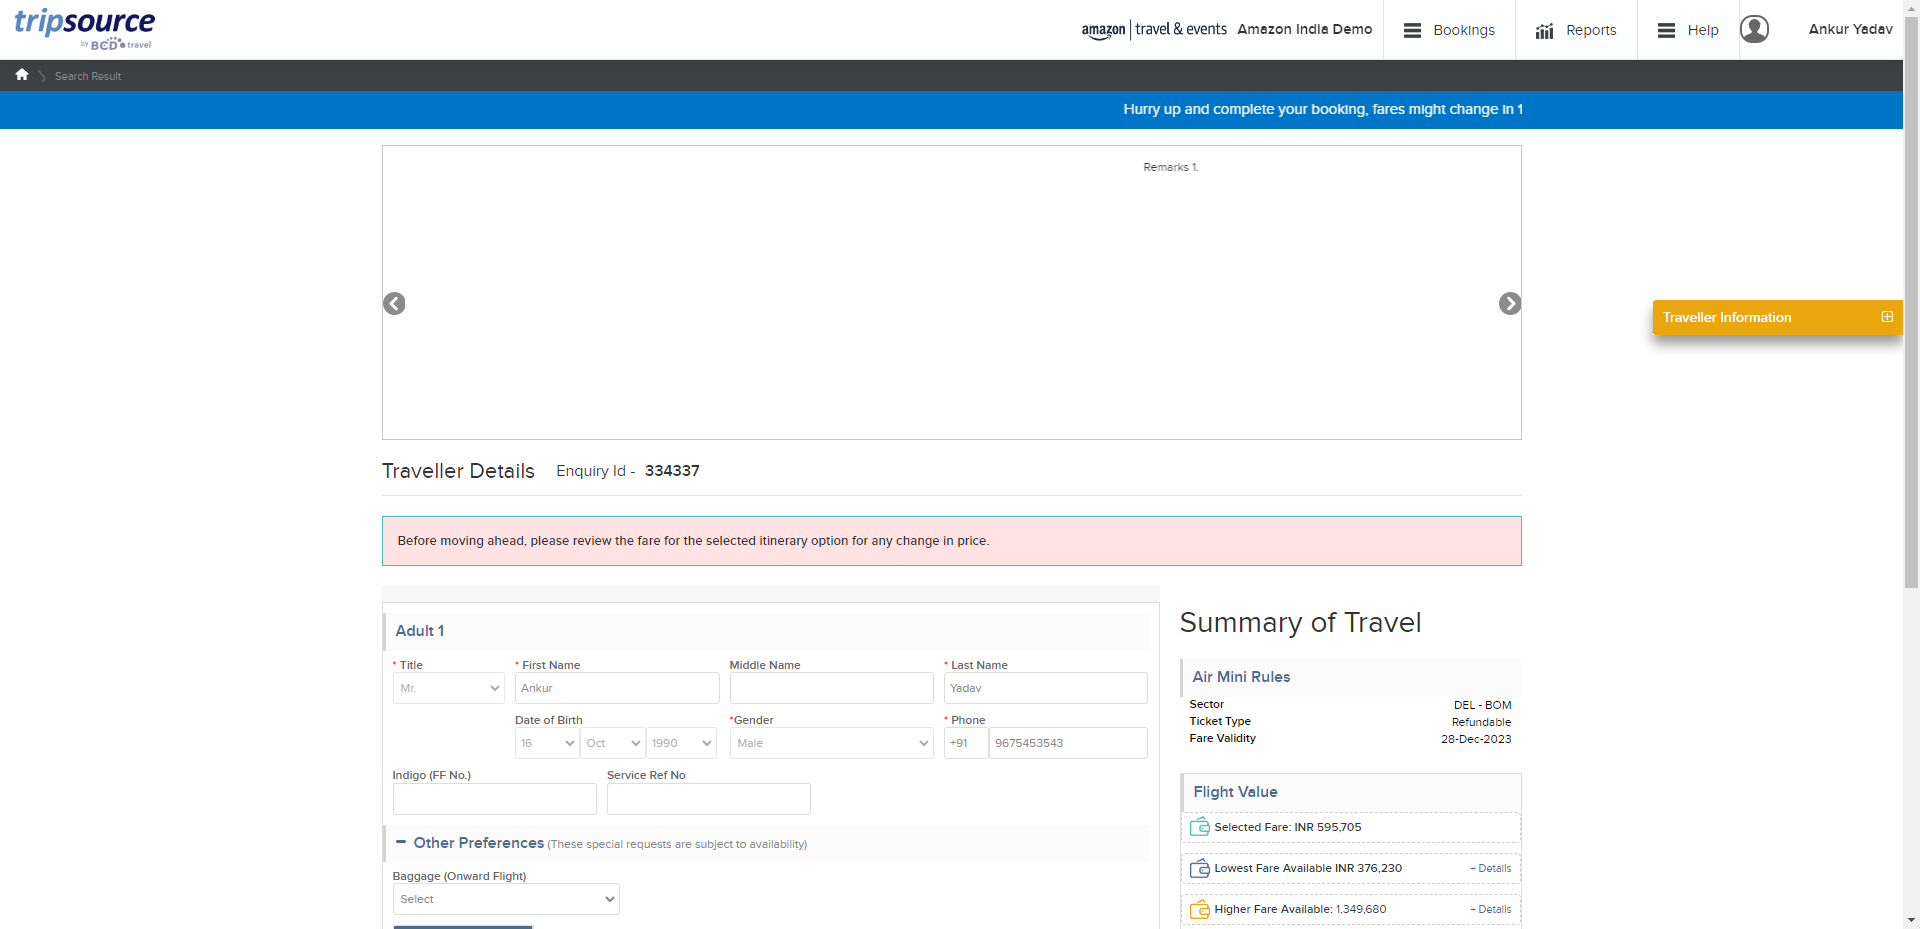 tripsource
by BCD travel
amazon travel & events Amazon India Demo
Bookings
Reports
Help
Ankur Yadav
Search Result
Hurry up and complete your booking, fares might change in 1
Remarks 1.
Traveller Information
Traveller Details Enquiry Id - 334337
Before moving ahead, please review the fare for the selected itinerary option for any change in price.
Adult 1
* Title * First Name Middle Name * Last Name
Mr. Ankur Yadav
Date of Birth *Gender * Phone
16 Oct 1990 Male +91 9675453543
Indigo (FF No.) Service Ref No
Other Preferences (These special requests are subject to availability)
Baggage (Onward Flight)
Select
Summary of Travel
Air Mini Rules
Sector DEL - BOM
Ticket Type Refundable
Fare Validity 28-Dec-2023
Flight Value
Selected Fare: INR 595,705
Lowest Fare Available INR 376,230 + Details
Higher Fare Available: 1,349,680 + Details